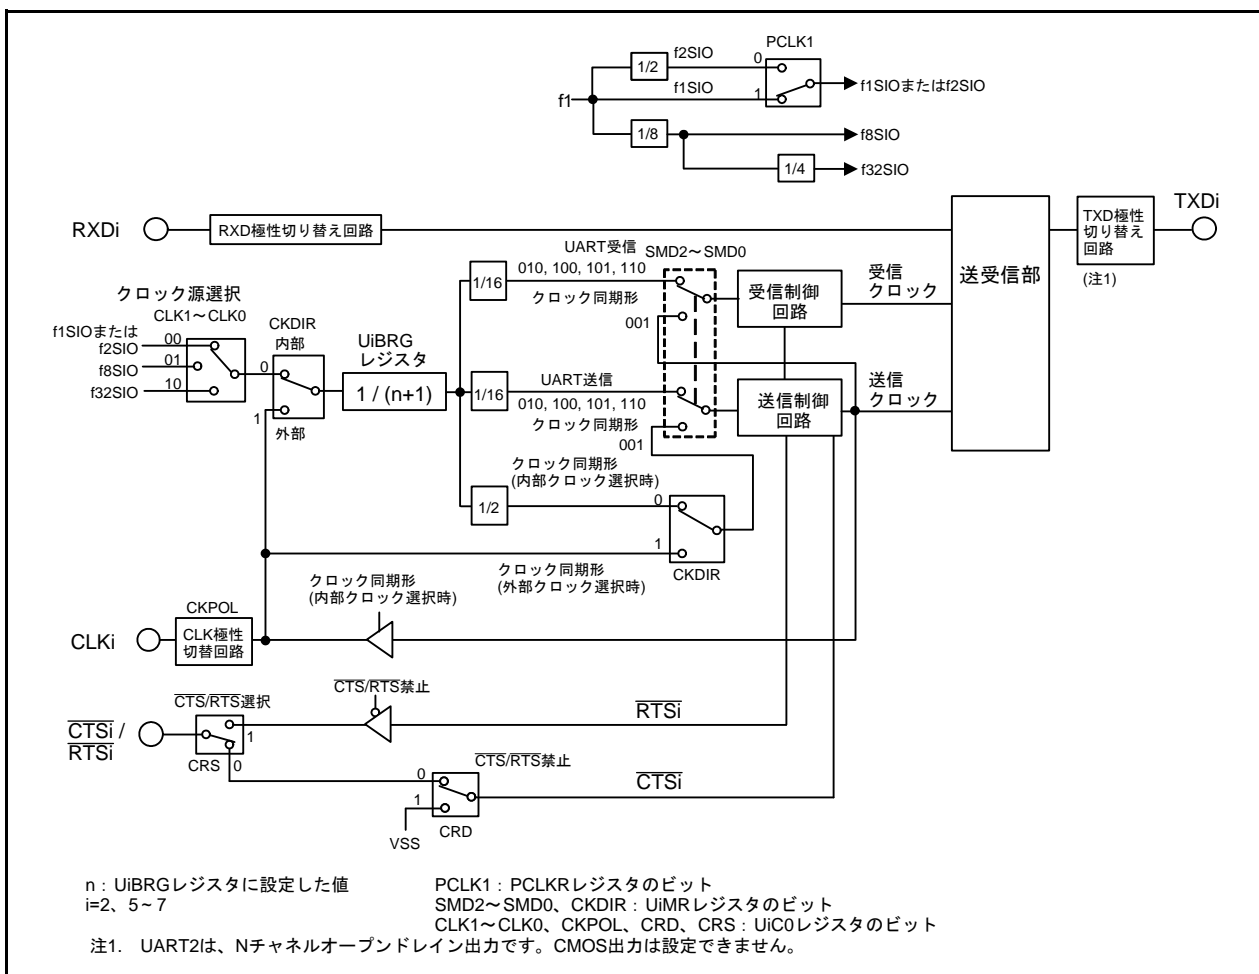 PCLK1
f2SIO
0
1/2
f1SIO
f1
1
f1SIOまたはf2SIO
1/8
f8SIO
1/4
f32SIO
RXDi
RXD極性切り替え回路
TXDi
TXD極性
切り替え
回路
(注1)
送受信部
UART受信
SMD2～SMD0
1/16
010, 100, 101, 110
クロック同期形
001
受信制御
回路
受信
クロック
クロック源選択
CLK1～CLK0
f1SIOまたは
f2SIO
00
f8SIO
01
f32SIO
10
CKDIR
内部
0
1
外部
UiBRG
レジスタ
1 / (n+1)
UART送信
1/16
010, 100, 101, 110
クロック同期形
001
送信制御
回路
送信
クロック
クロック同期形
(内部クロック選択時)
1/2
0
1
CKDIR
クロック同期形
(外部クロック選択時)
クロック同期形
(内部クロック選択時)
CKPOL
CLKi
CLK極性
切替回路
CTS/RTS選択
CTS/RTS禁止
CTSi /
RTSi
1
CRS
0
RTSi
CTS/RTS禁止
0
1
CTSi
VSS
CRD
n : UiBRGレジスタに設定した値
i=2、5～7
PCLK1 : PCLKRレジスタのビット
SMD2～SMD0、CKDIR : UiMRレジスタのビット
CLK1～CLK0、CKPOL、CRD、CRS : UiC0レジスタのビット
注1. UART2は、Nチャネルオープンドレイン出力です。CMOS出力は設定できません。